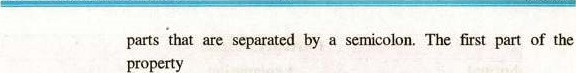 parts that are separated by a semicolon. The first part of the
property